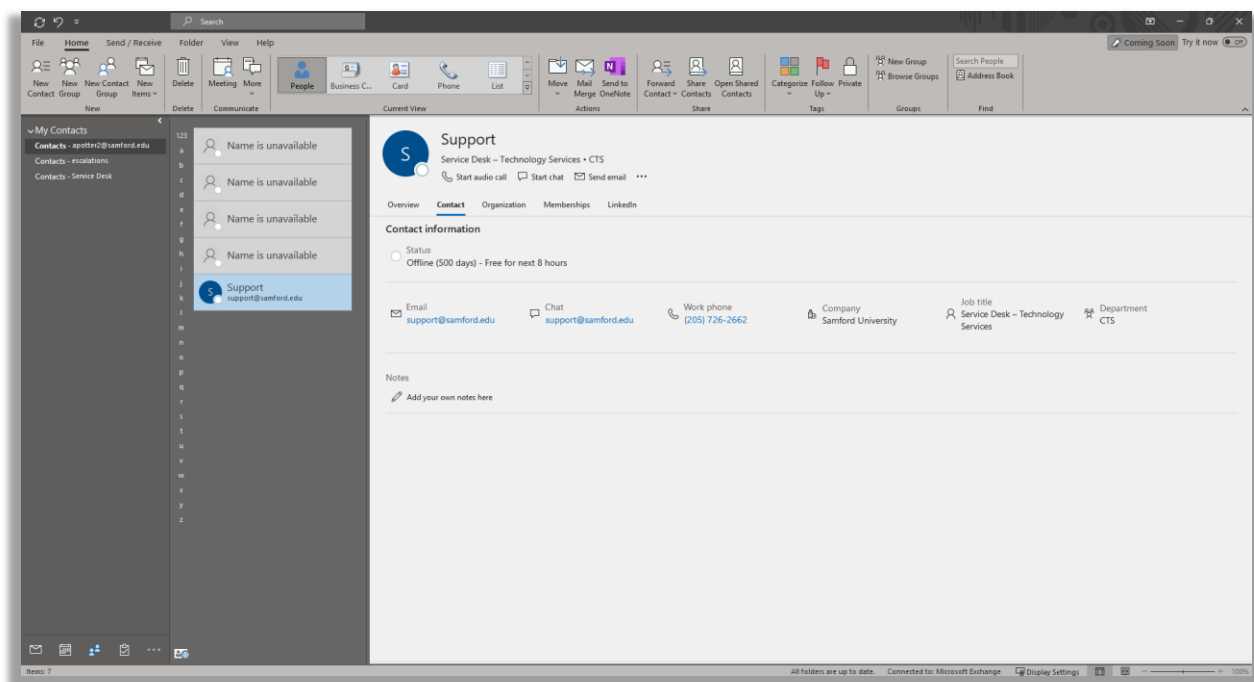 Search
File Home Send / Receive Folder View Help
Coming Soon Try it now Off
New Contact
New Group
New Contact Group
New Items
Delete
Meeting
More
People
Business C...
Card
Phone
List
Move
Mail Merge
Send to OneNote
Forward Contact
Share Contacts
Open Shared Contacts
Categorize
Follow Up
Private
New Group
Browse Groups
Search People
Address Book
New Delete Communicate Current View Actions Share Tags Groups Find
My Contacts
Contacts - apotter2@samford.edu
Contacts - escalations
Contacts - Service Desk
123
a
b
c
d
e
f
g
h
i
j
k
l
m
n
o
p
q
r
s
t
u
v
w
x
y
z
Name is unavailable
Name is unavailable
Name is unavailable
Name is unavailable
S
Support
support@samford.edu
S
Support
Service Desk – Technology Services • CTS
Start audio call Start chat Send email
Overview Contact Organization Memberships LinkedIn
Contact information
Status
Offline (500 days) - Free for next 8 hours
Email
support@samford.edu
Chat
support@samford.edu
Work phone
(205) 726-2662
Company
Samford University
Job title
Service Desk – Technology
Services
Department
CTS
Notes
Add your own notes here
Items: 7
All folders are up to date. Connected to: Microsoft Exchange Display Settings 100%